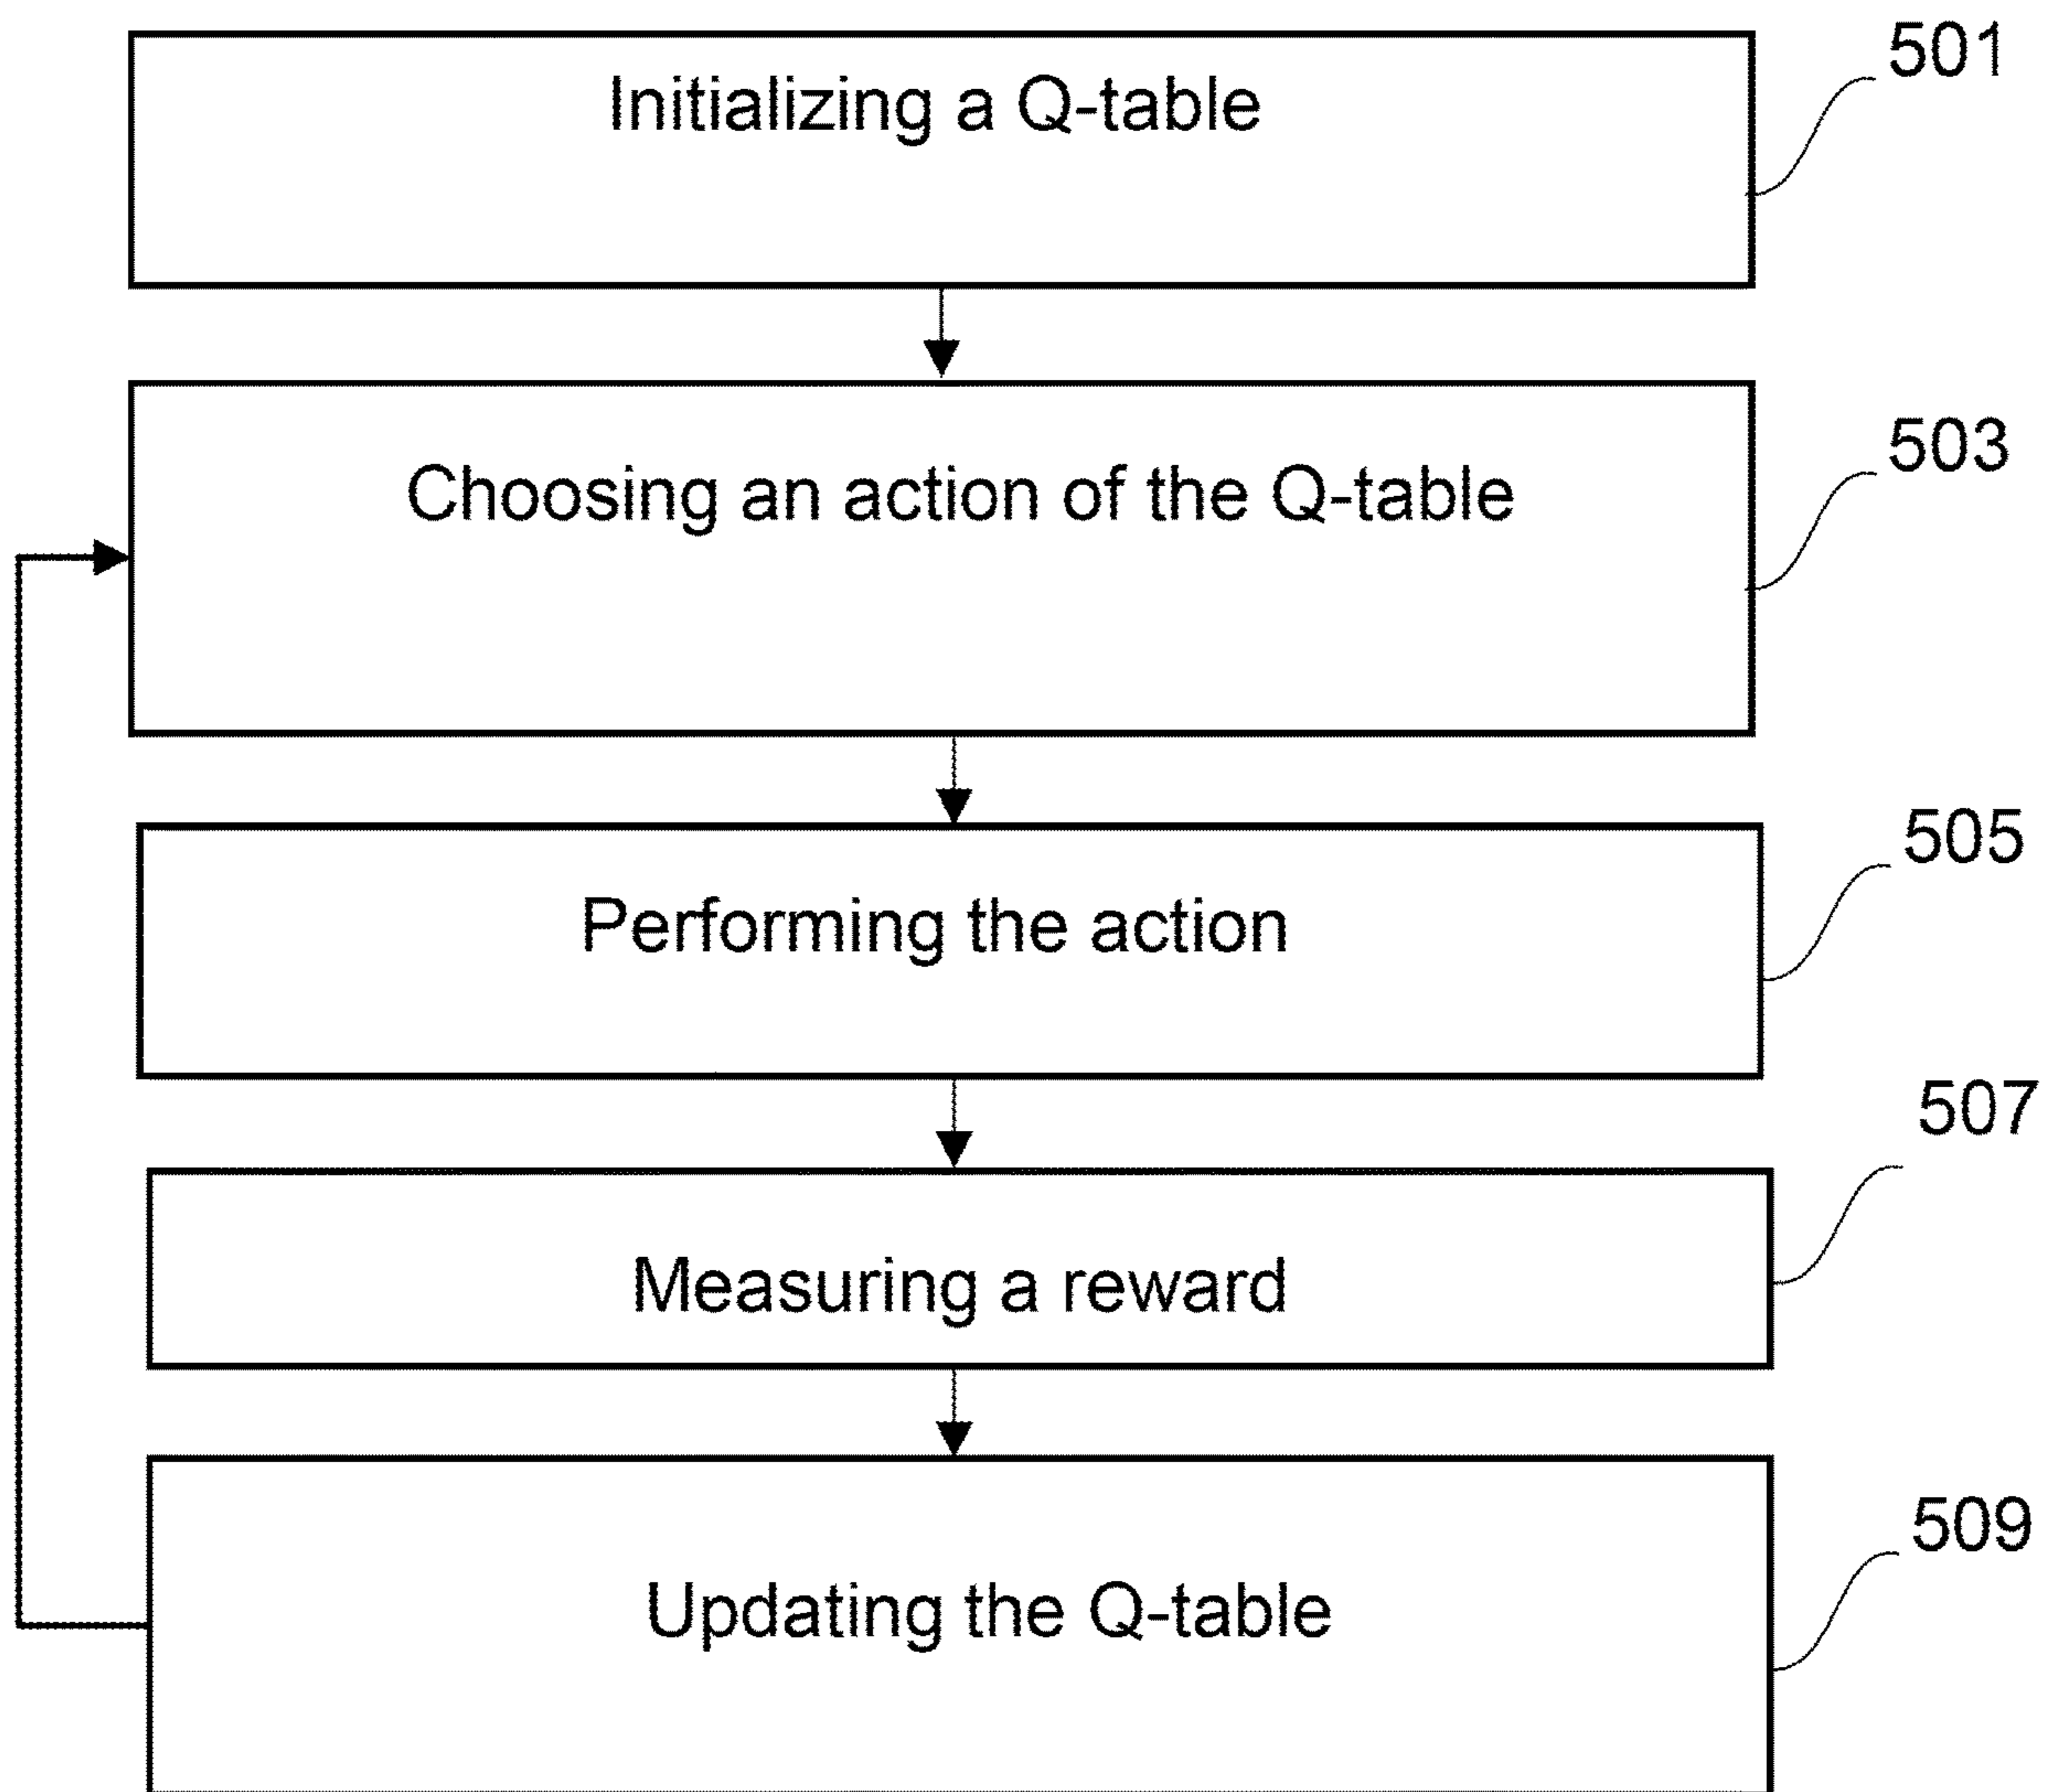 501
Initializing a Q-table
503
Choosing an action of the Q-table
505
Performing the action
507
Measuring a reward
509
Updating the Q-table